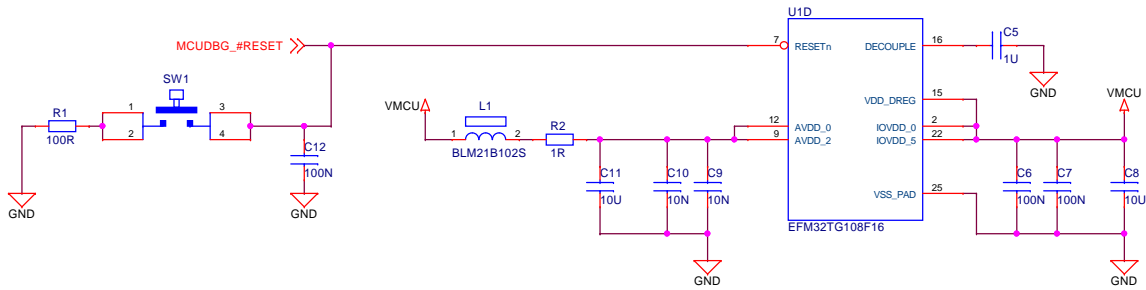 U1D
MCUDBG_#RESET
7
RESETn
DECOUPLE
16
C5
1U
GND
SW1
R1
100R
1
2
3
4
C12
100N
GND
GND
VMCU
L1
1
2
BLM21B102S
R2
1R
12
9
AVDD_0
AVDD_2
C11
10U
C10
10N
C9
10N
GND
VDD_DREG
15
IOVDD_0
2
IOVDD_5
22
VSS_PAD
25
EFM32TG108F16
VMCU
C6
100N
C7
100N
C8
10U
GND